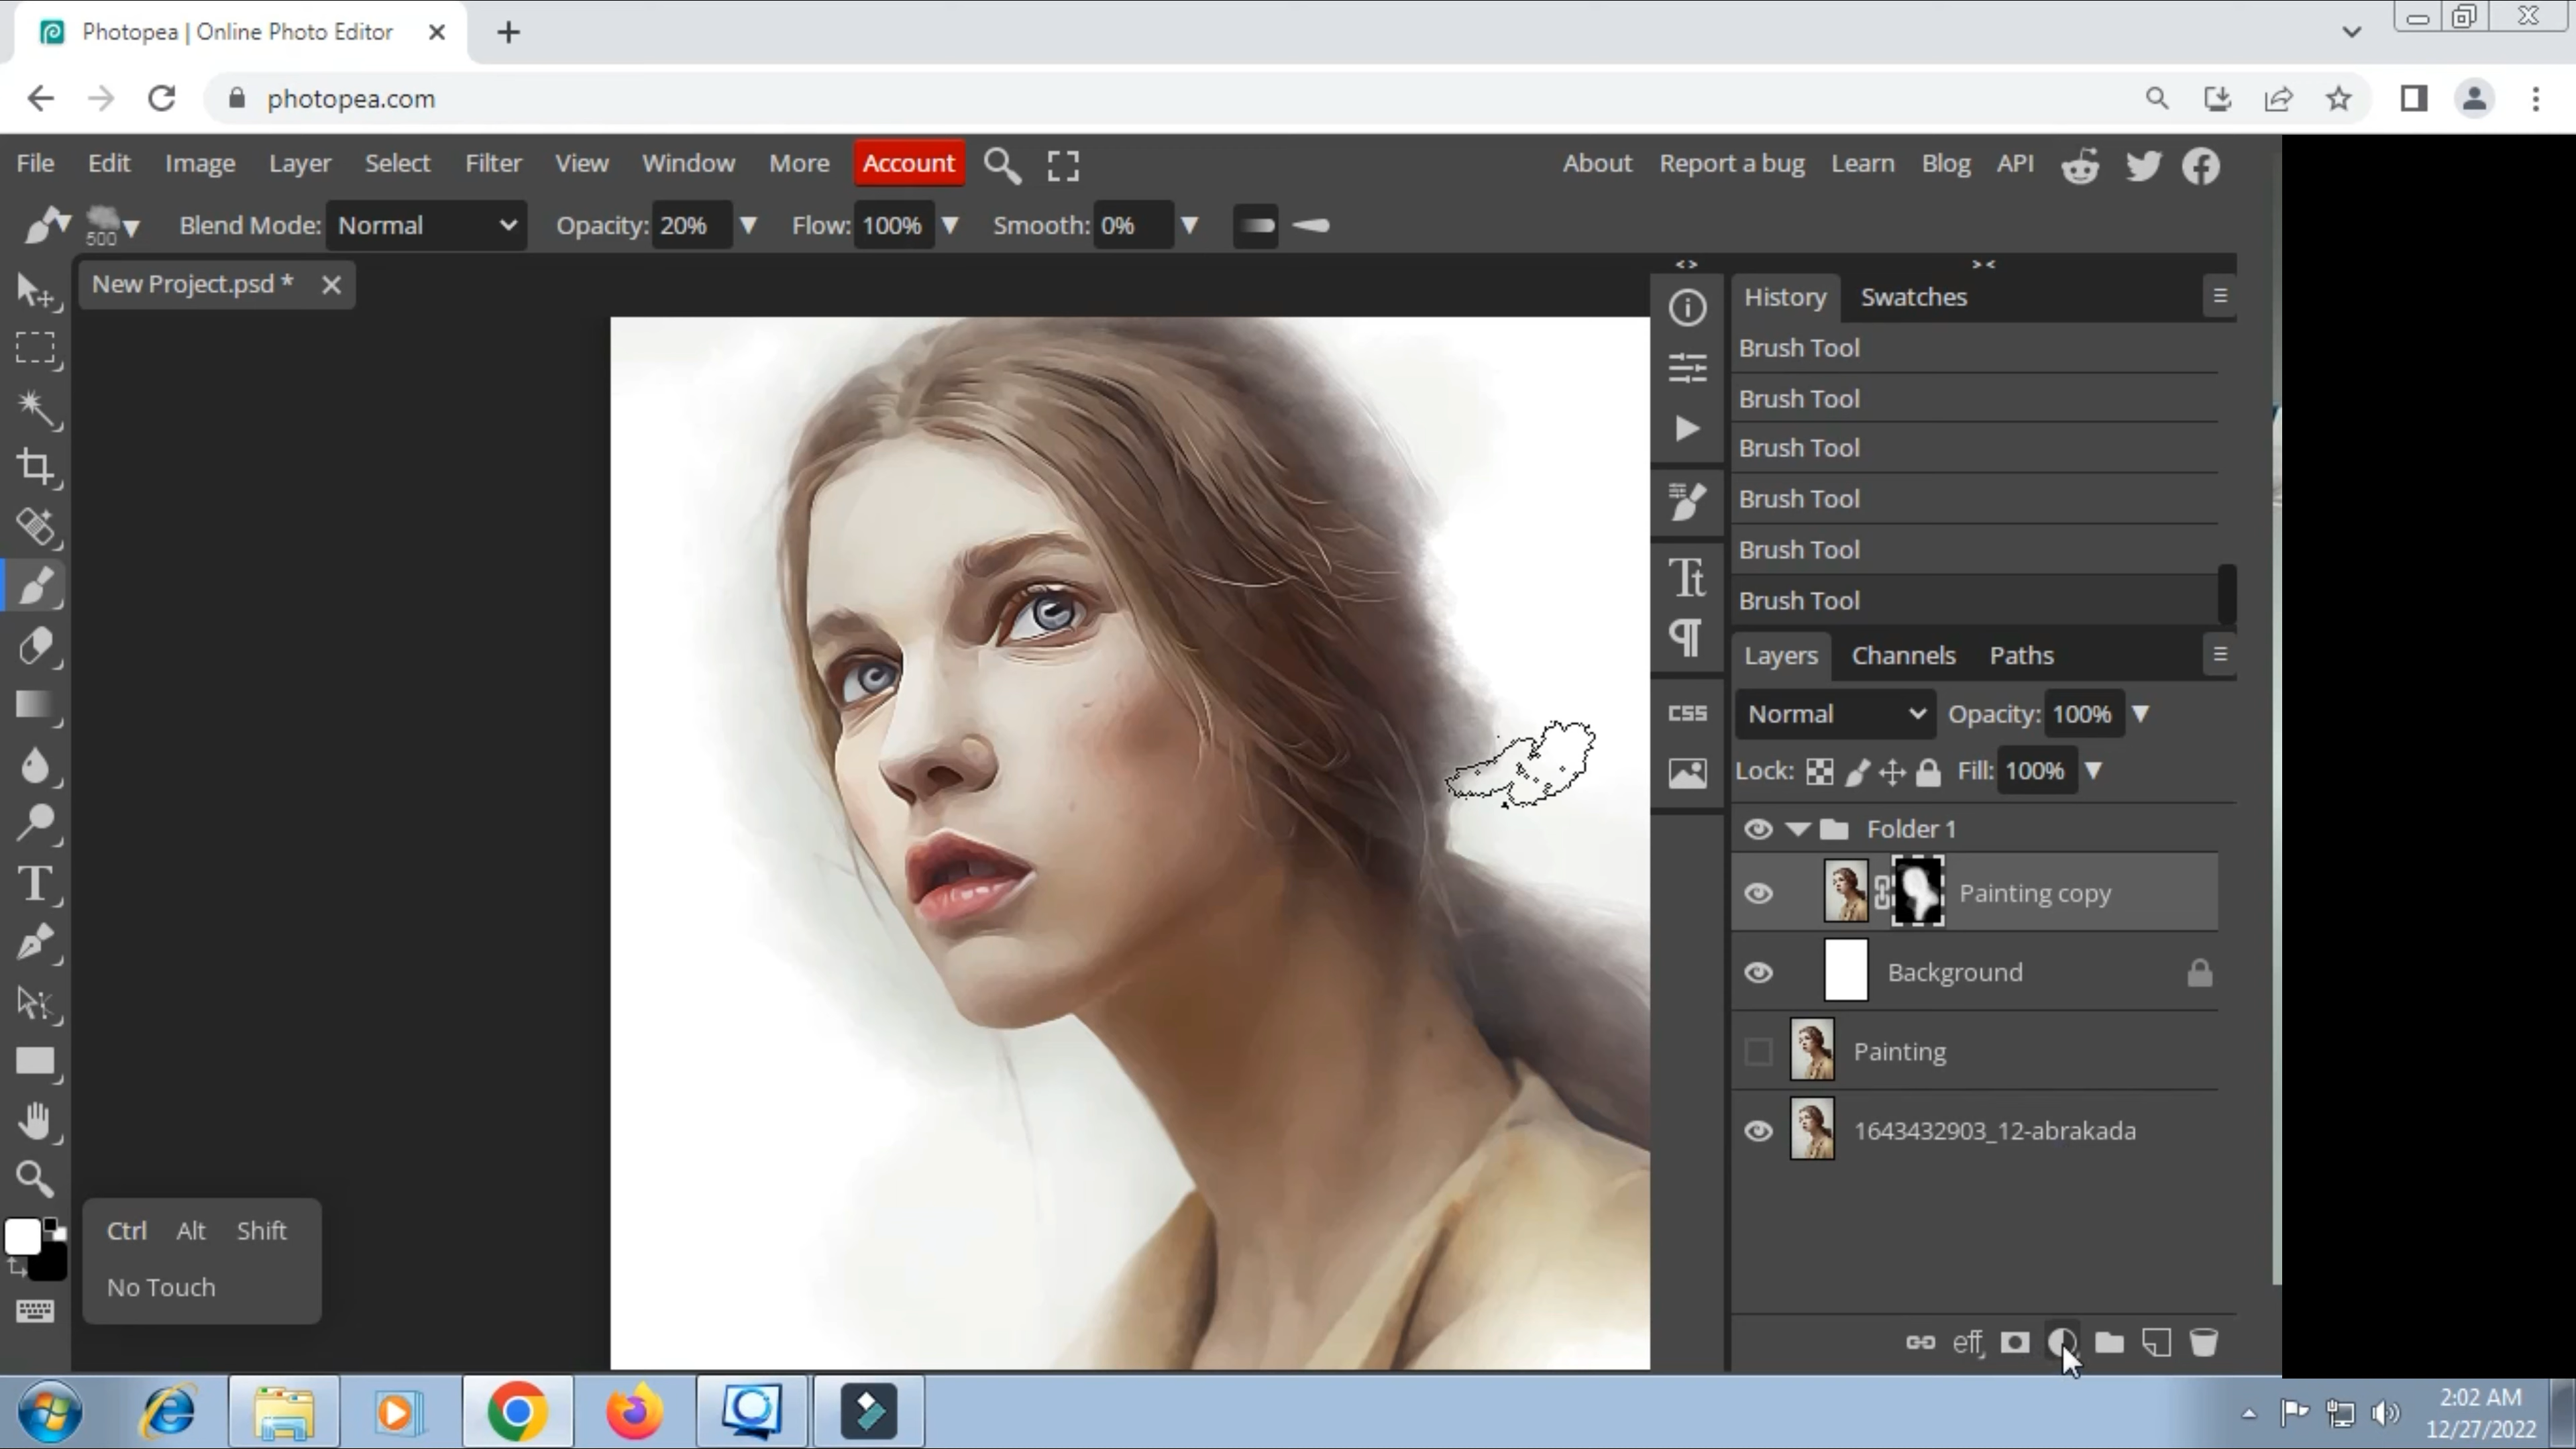 Photopea | Online Photo Editor
photopea.com
File Edit Image Layer Select Filter View Window More Account About Report a bug Learn Blog API
500 Blend Mode: Normal Opacity: 20% Flow: 100% Smooth: 0%
New Project.psd *
History Swatches
Brush Tool
Brush Tool
Brush Tool
Brush Tool
Brush Tool
Brush Tool
Layers Channels Paths
Normal Opacity: 100%
Lock: Fill: 100%
CSS
Folder 1
Painting copy
Background
Painting
1643432903_12-abrakada
Ctrl Alt Shift
No Touch
eff
2:02 AM
12/27/2022